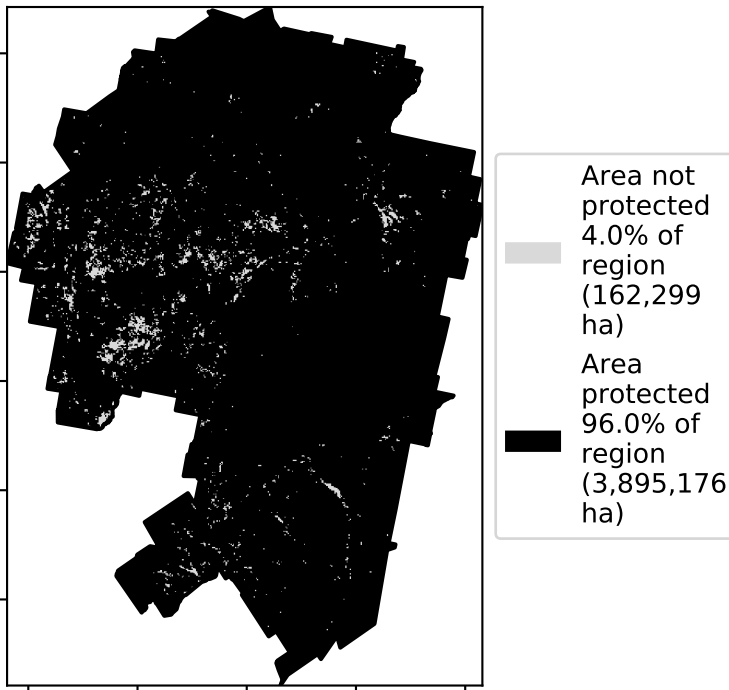 Area not
protected
4.0% of
region
(162,299
ha)
Area
protected
96.0% of
region
(3,895,176
ha)